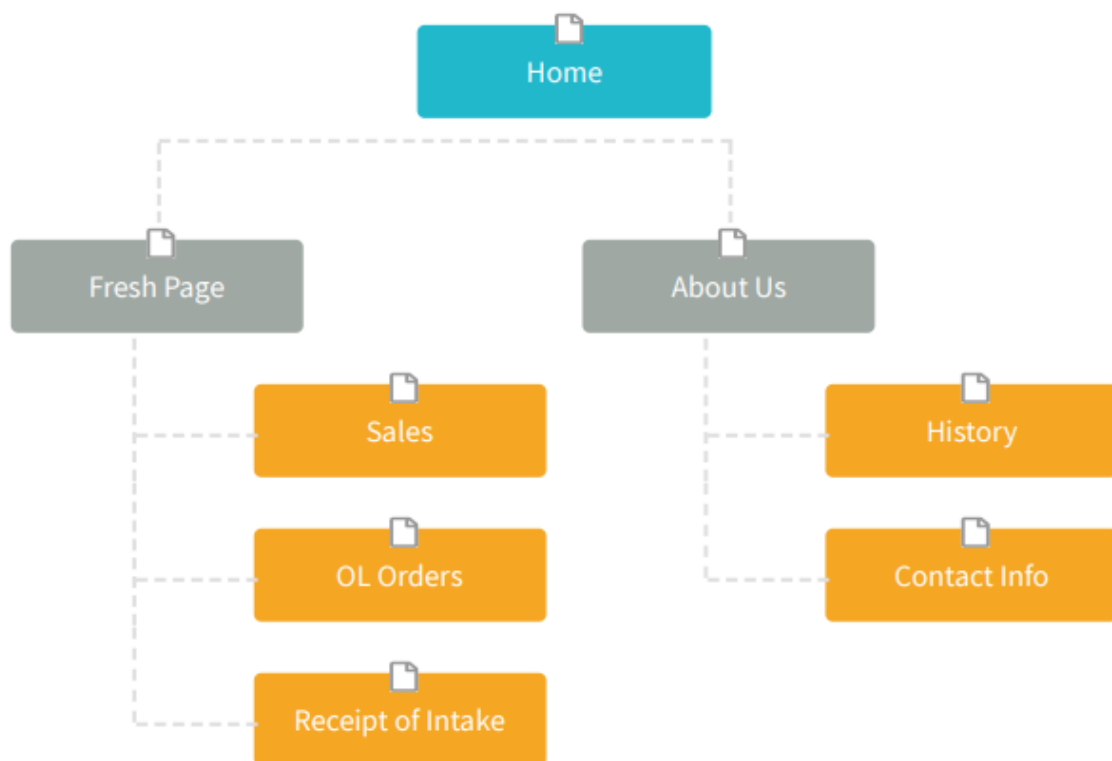 Home
Fresh Page
About Us
Sales
History
OL Orders
Contact Info
Receipt of Intake